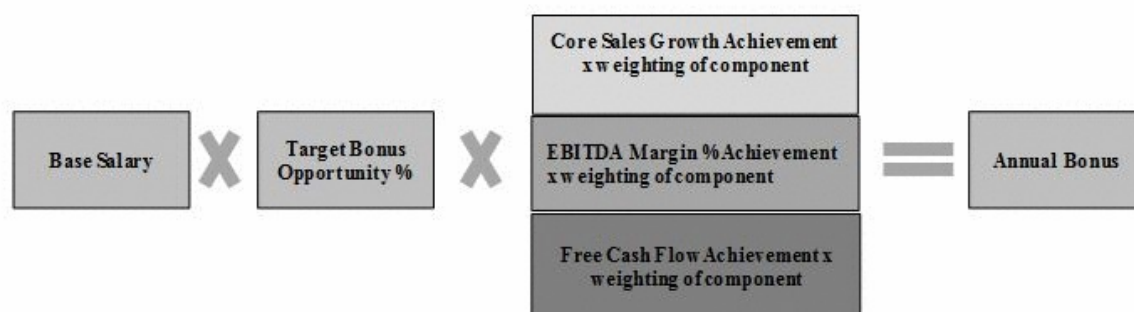 Base Salary
Target Bonus
Opportunity %
Core Sales Growth Achievement
x weighting of component
EBITDA Margin % Achievement
x weighting of component
Free Cash Flow Achievement x
weighting of component
Annual Bonus